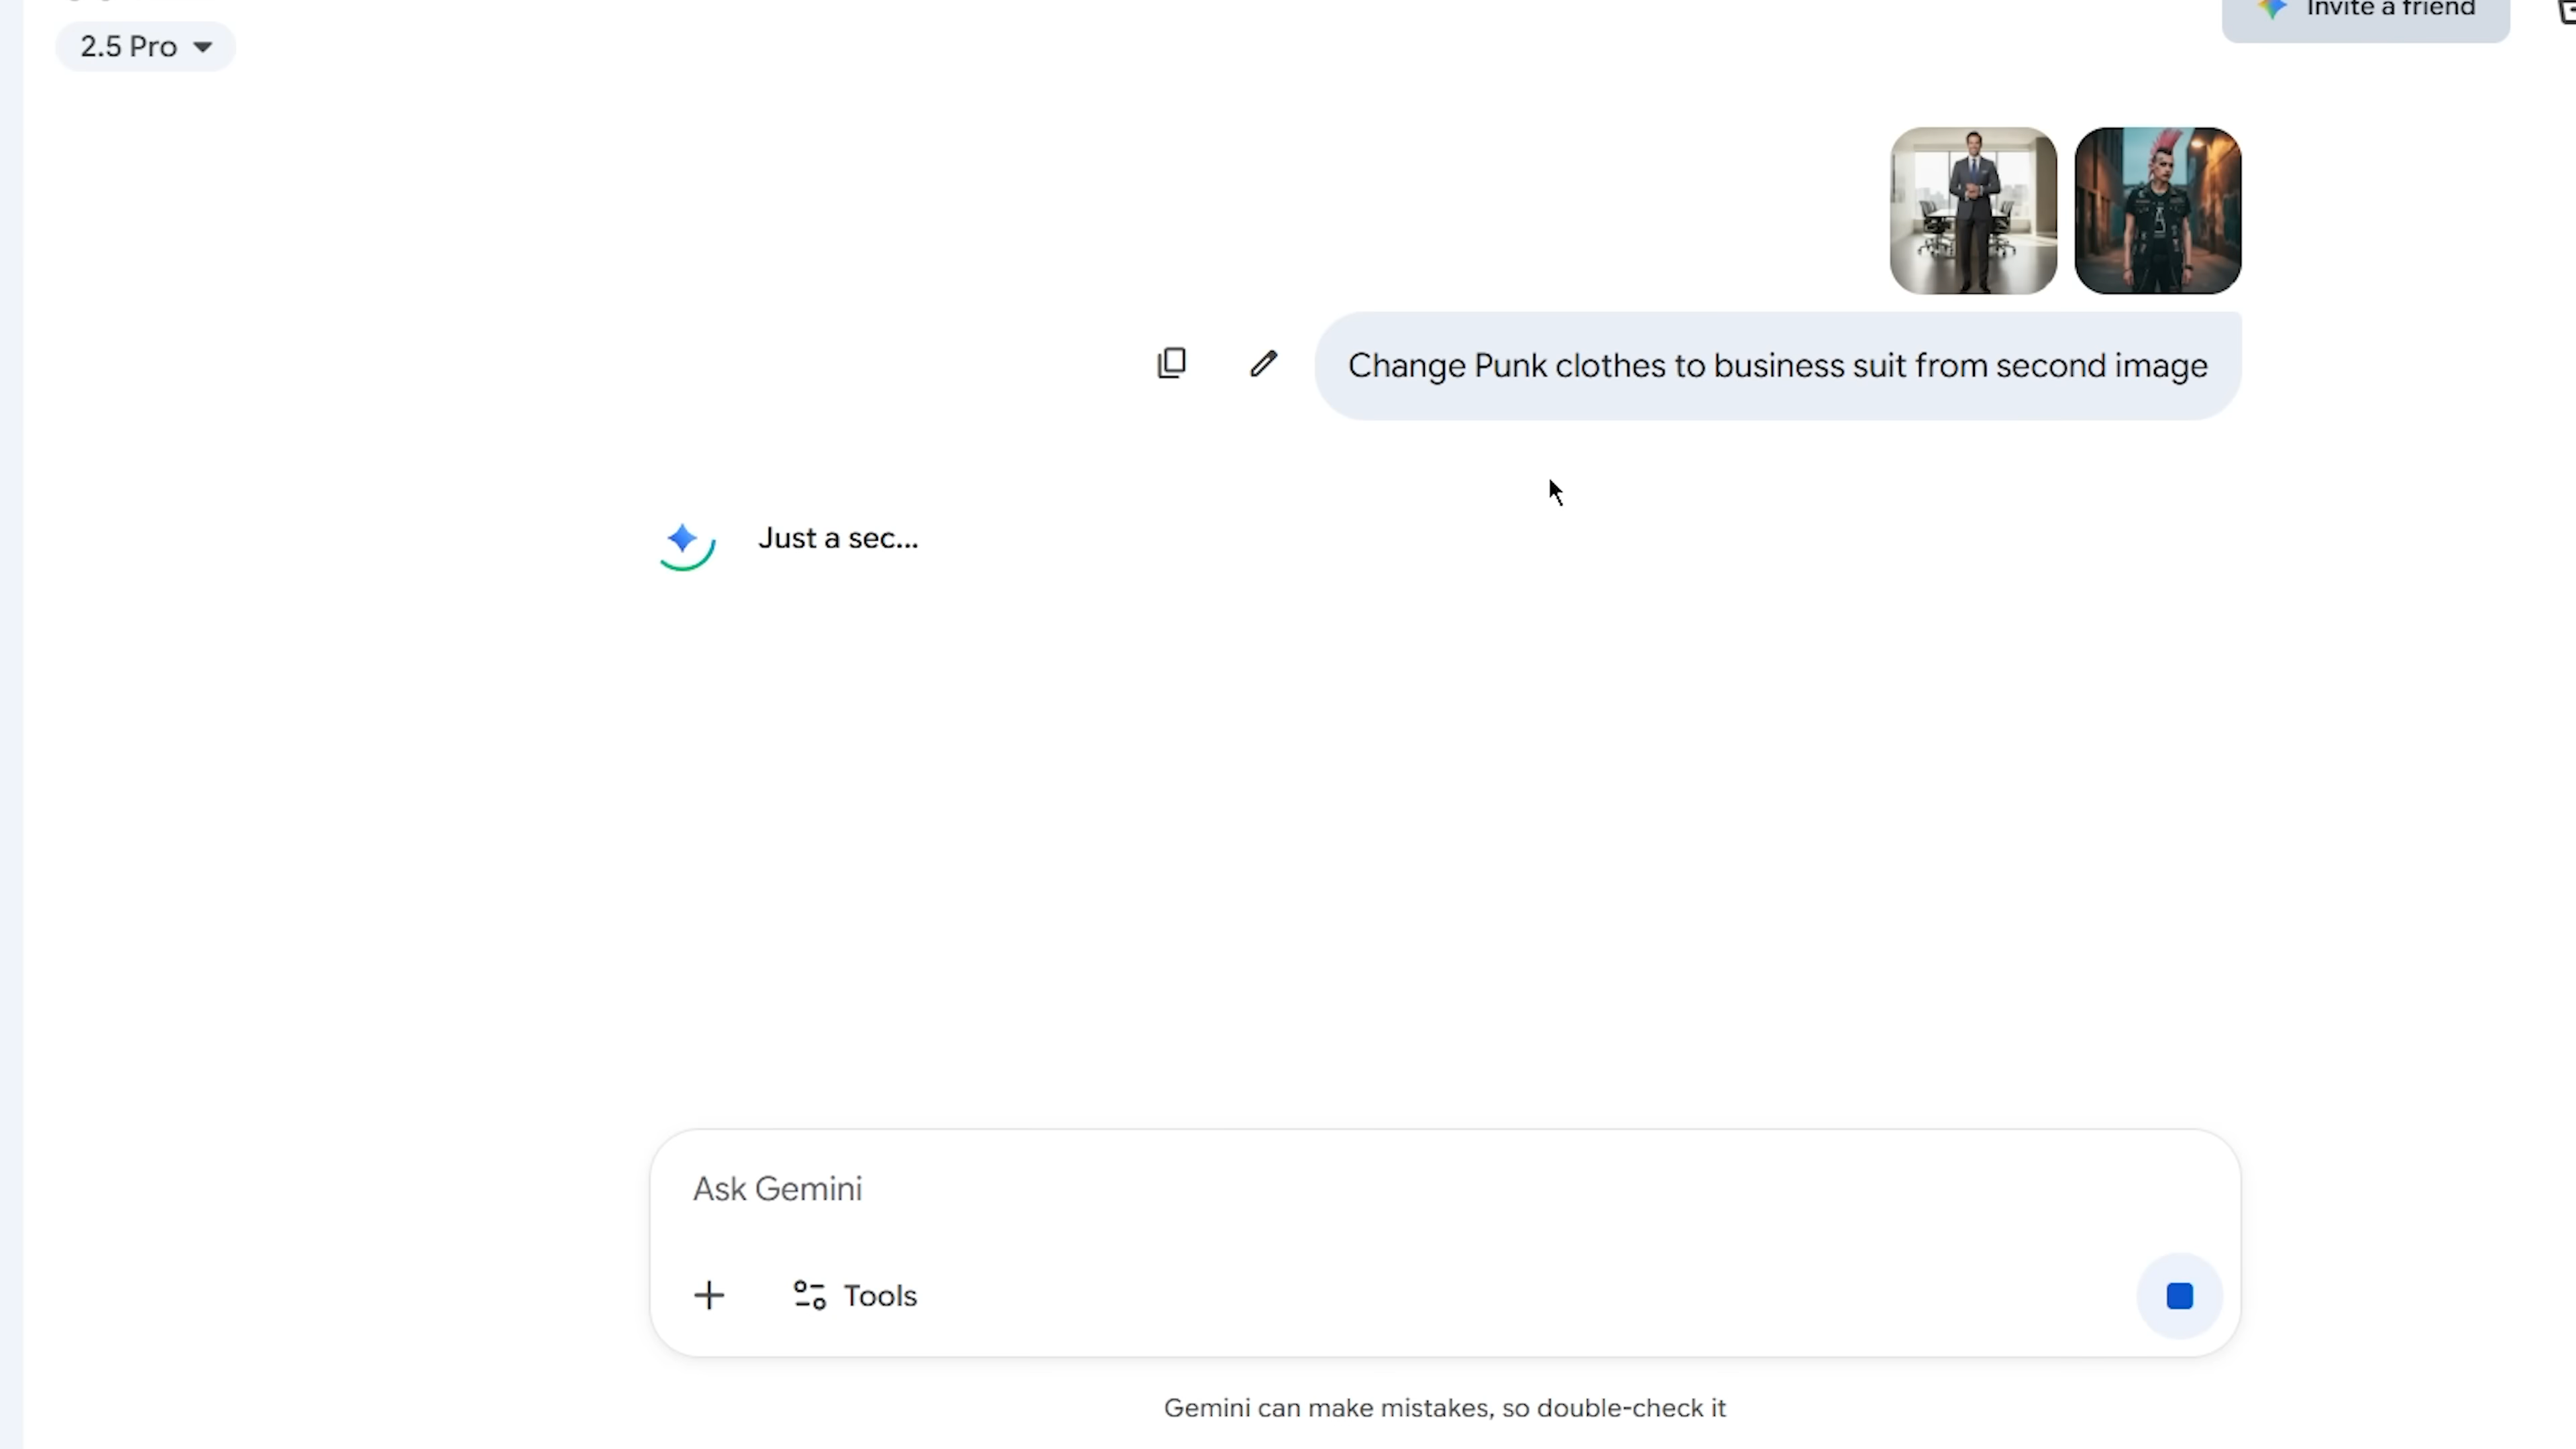 2.5 Pro
Invite a friend
Change Punk clothes to business suit from second image
Just a sec...
Ask Gemini
Tools
Gemini can make mistakes, so double-check it